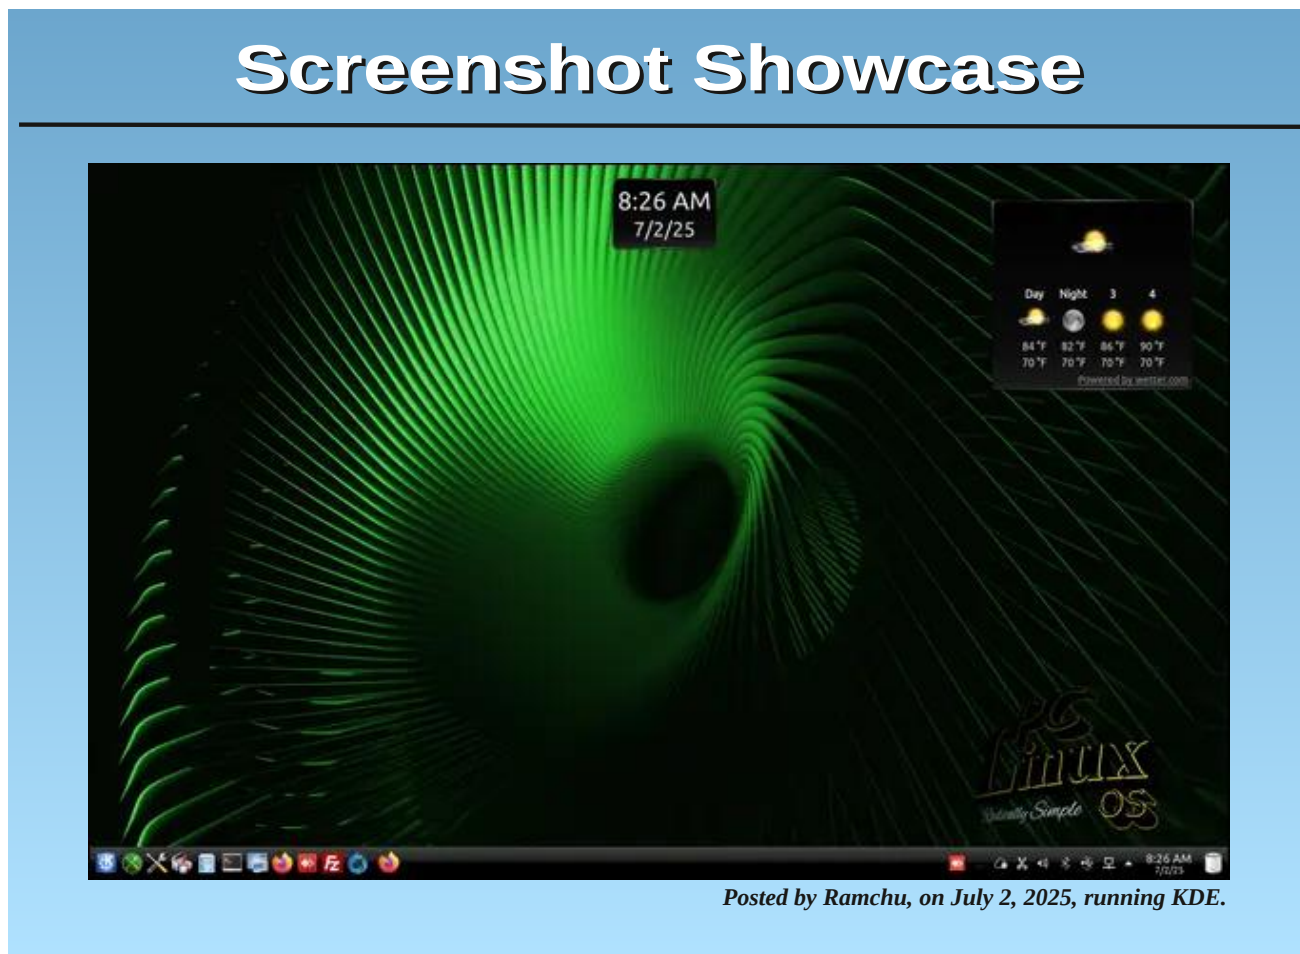 Screenshot Showcase
8:26 AM
7/2/25
Day Night 3 4
84°F 82°F 86°F 90°F
70°F 70°F 70°F 70°F
Powered by wetter.com
PC
Linux
OS
Simple
8:26 AM
7/2/25
Posted by Ramchu, on July 2, 2025, running KDE.